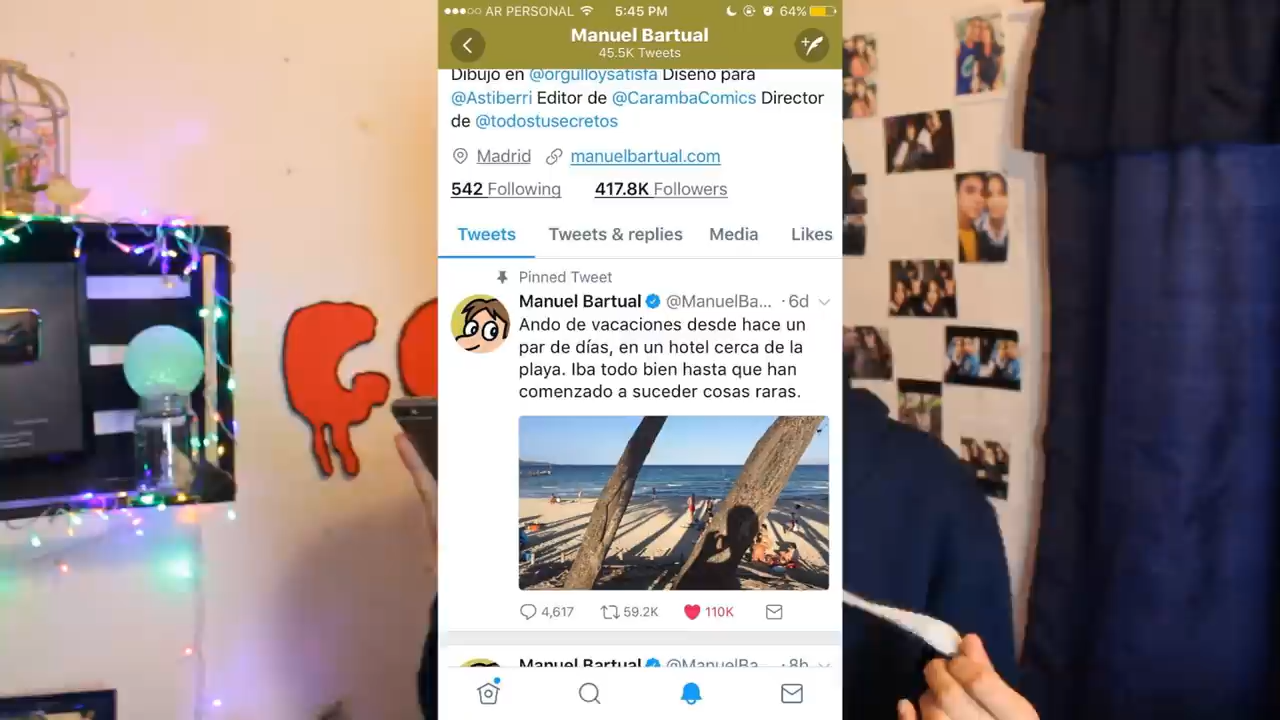 AR PERSONAL 5:45 PM 64%
Manuel Bartual
45.5K Tweets
Dibujo en @orgulloysatisfa Diseño para
@Astiberri Editor de @CarambaComics Director
de @todostusecretos
Madrid manuelbartual.com
542 Following 417.8K Followers
Tweets Tweets & replies Media Likes
Pinned Tweet
Manuel Bartual @ManuelBa... · 6d
Ando de vacaciones desde hace un
par de días, en un hotel cerca de la
playa. Iba todo bien hasta que han
comenzado a suceder cosas raras.
4,617 59.2K 110K
Manuel Bartual @ManuelBa... · 8h